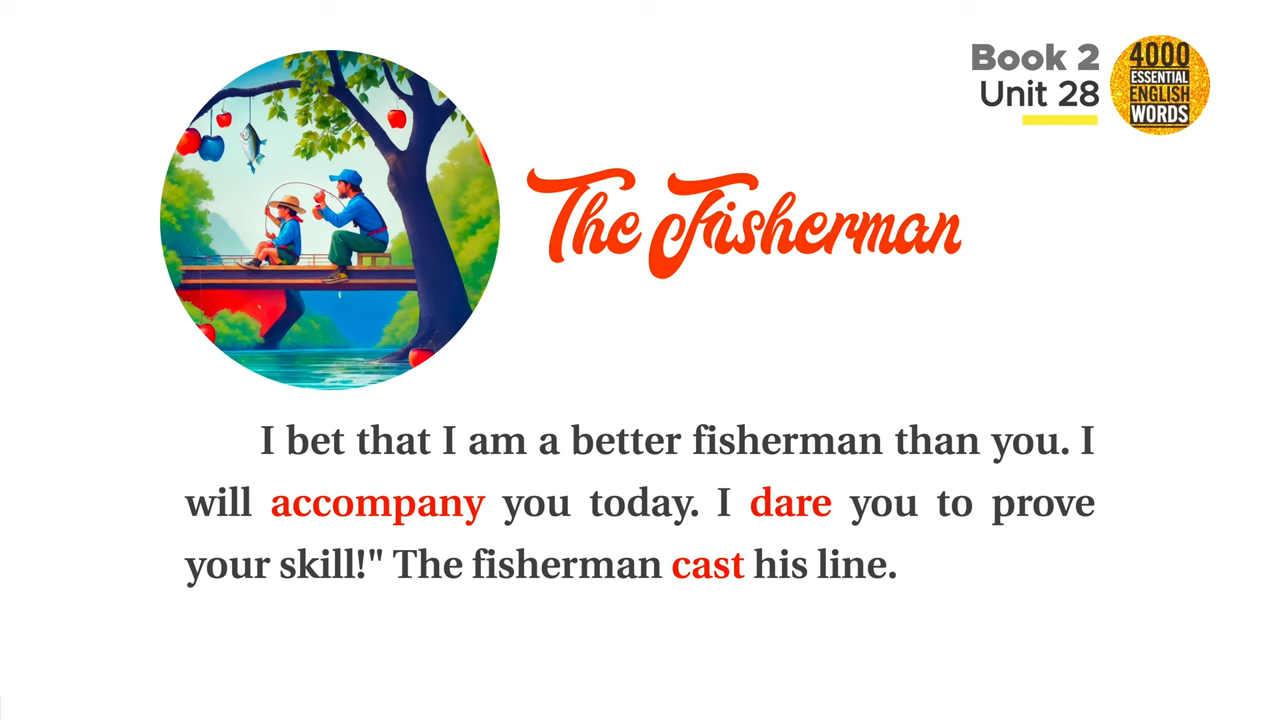 Book 2
Unit 28
4000
ESSENTIAL
ENGLISH
WORDS
The Fisherman
I bet that I am a better fisherman than you. I
will accompany you today. I dare you to prove
your skill!" The fisherman cast his line.